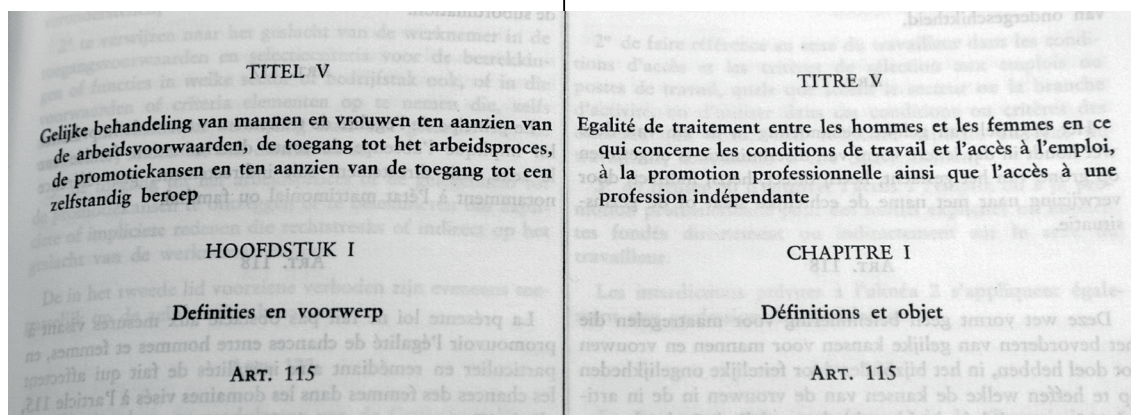 TITEL V
Gelijke behandeling van mannen en vrouwen ten aanzien van
de arbeidsvoorwaarden, de toegang tot het arbeidsproces,
de promotiekansen en ten aanzien van de toegang tot een
zelfstandig beroep
HOOFDSTUK I
Definities en voorwerp
ART. 115
TITRE V
Egalité de traitement entre les hommes et les femmes en ce
qui concerne les conditions de travail et l'accès à l'emploi,
à la promotion professionnelle ainsi que l'accès à une
profession indépendante
CHAPITRE I
Définitions et objet
ART. 115